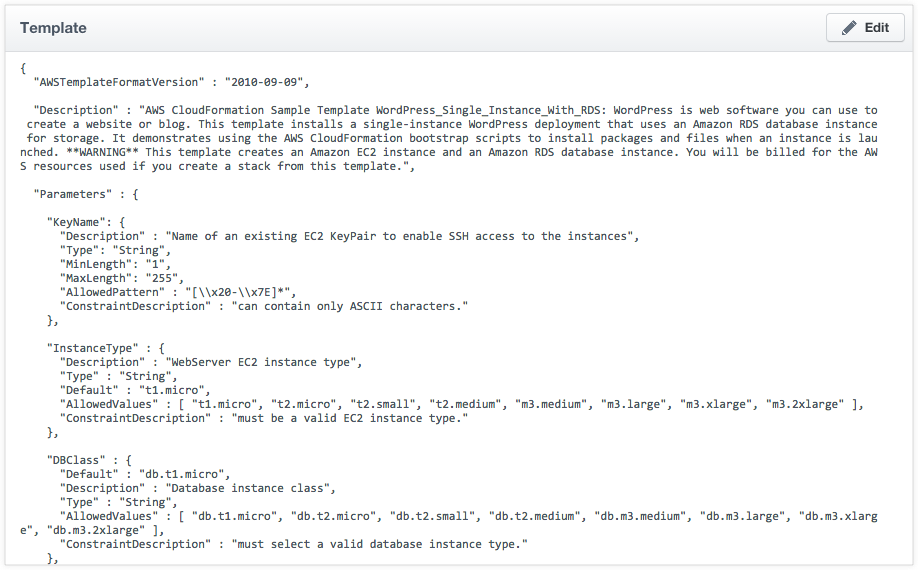 Template
Edit
{
  "AWSTemplateFormatVersion" : "2010-09-09",

  "Description" : "AWS CloudFormation Sample Template WordPress_Single_Instance_With_RDS: WordPress is web software you can use to
 create a website or blog. This template installs a single-instance WordPress deployment that uses an Amazon RDS database instance
 for storage. It demonstrates using the AWS CloudFormation bootstrap scripts to install packages and files when an instance is lau
nched. **WARNING** This template creates an Amazon EC2 instance and an Amazon RDS database instance. You will be billed for the AW
S resources used if you create a stack from this template.",

  "Parameters" : {

    "KeyName": {
      "Description" : "Name of an existing EC2 KeyPair to enable SSH access to the instances",
      "Type": "String",
      "MinLength": "1",
      "MaxLength": "255",
      "AllowedPattern" : "[\\x20-\\x7E]*",
      "ConstraintDescription" : "can contain only ASCII characters."
    },

    "InstanceType" : {
      "Description" : "WebServer EC2 instance type",
      "Type" : "String",
      "Default" : "t1.micro",
      "AllowedValues" : [ "t1.micro", "t2.micro", "t2.small", "t2.medium", "m3.medium", "m3.large", "m3.xlarge", "m3.2xlarge" ],
      "ConstraintDescription" : "must be a valid EC2 instance type."
    },

    "DBClass" : {
      "Default" : "db.t1.micro",
      "Description" : "Database instance class",
      "Type" : "String",
      "AllowedValues" : [ "db.t1.micro", "db.t2.micro", "db.t2.small", "db.t2.medium", "db.m3.medium", "db.m3.large", "db.m3.xlarg
e", "db.m3.2xlarge" ],
      "ConstraintDescription" : "must select a valid database instance type."
    },